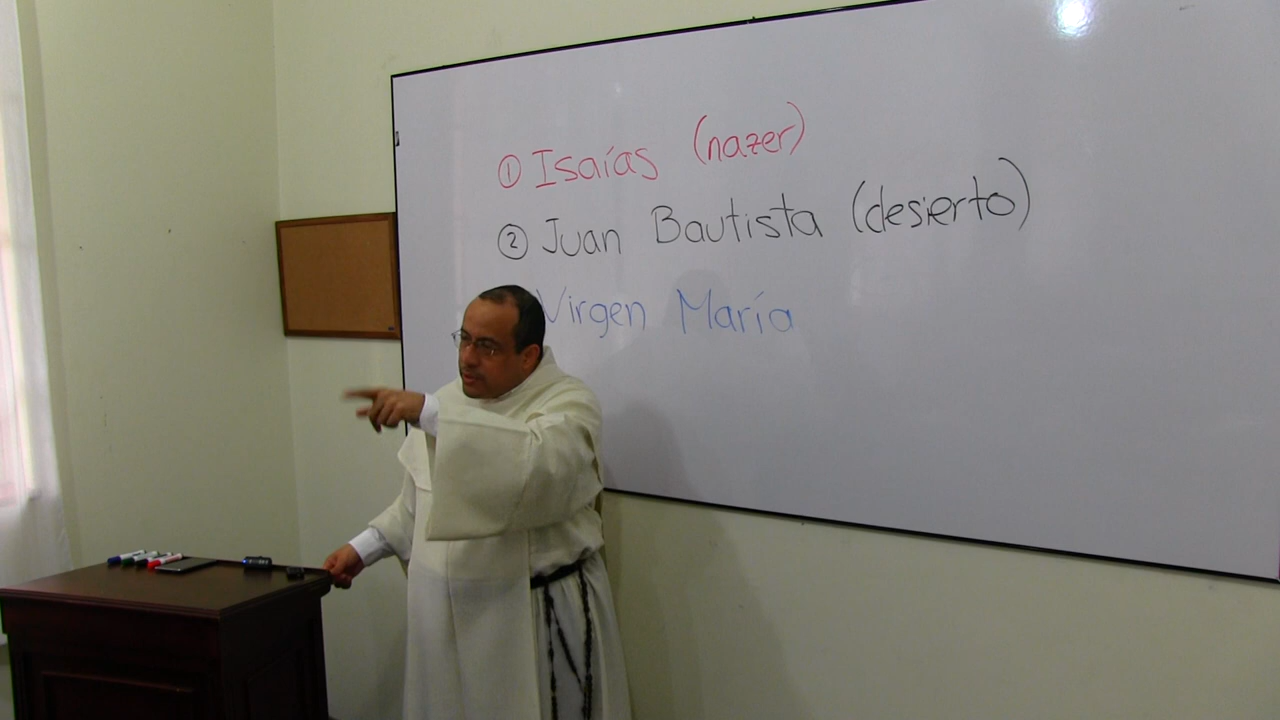 ① Isaías (nazer)
② Juan Bautista (desierto)
Virgen María